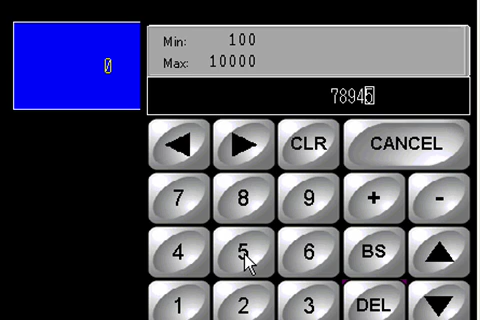 0
Min: 100
Max: 10000
78945
CLR CANCEL
7 8 9 + -
4 5 6 BS
1 2 3 DEL